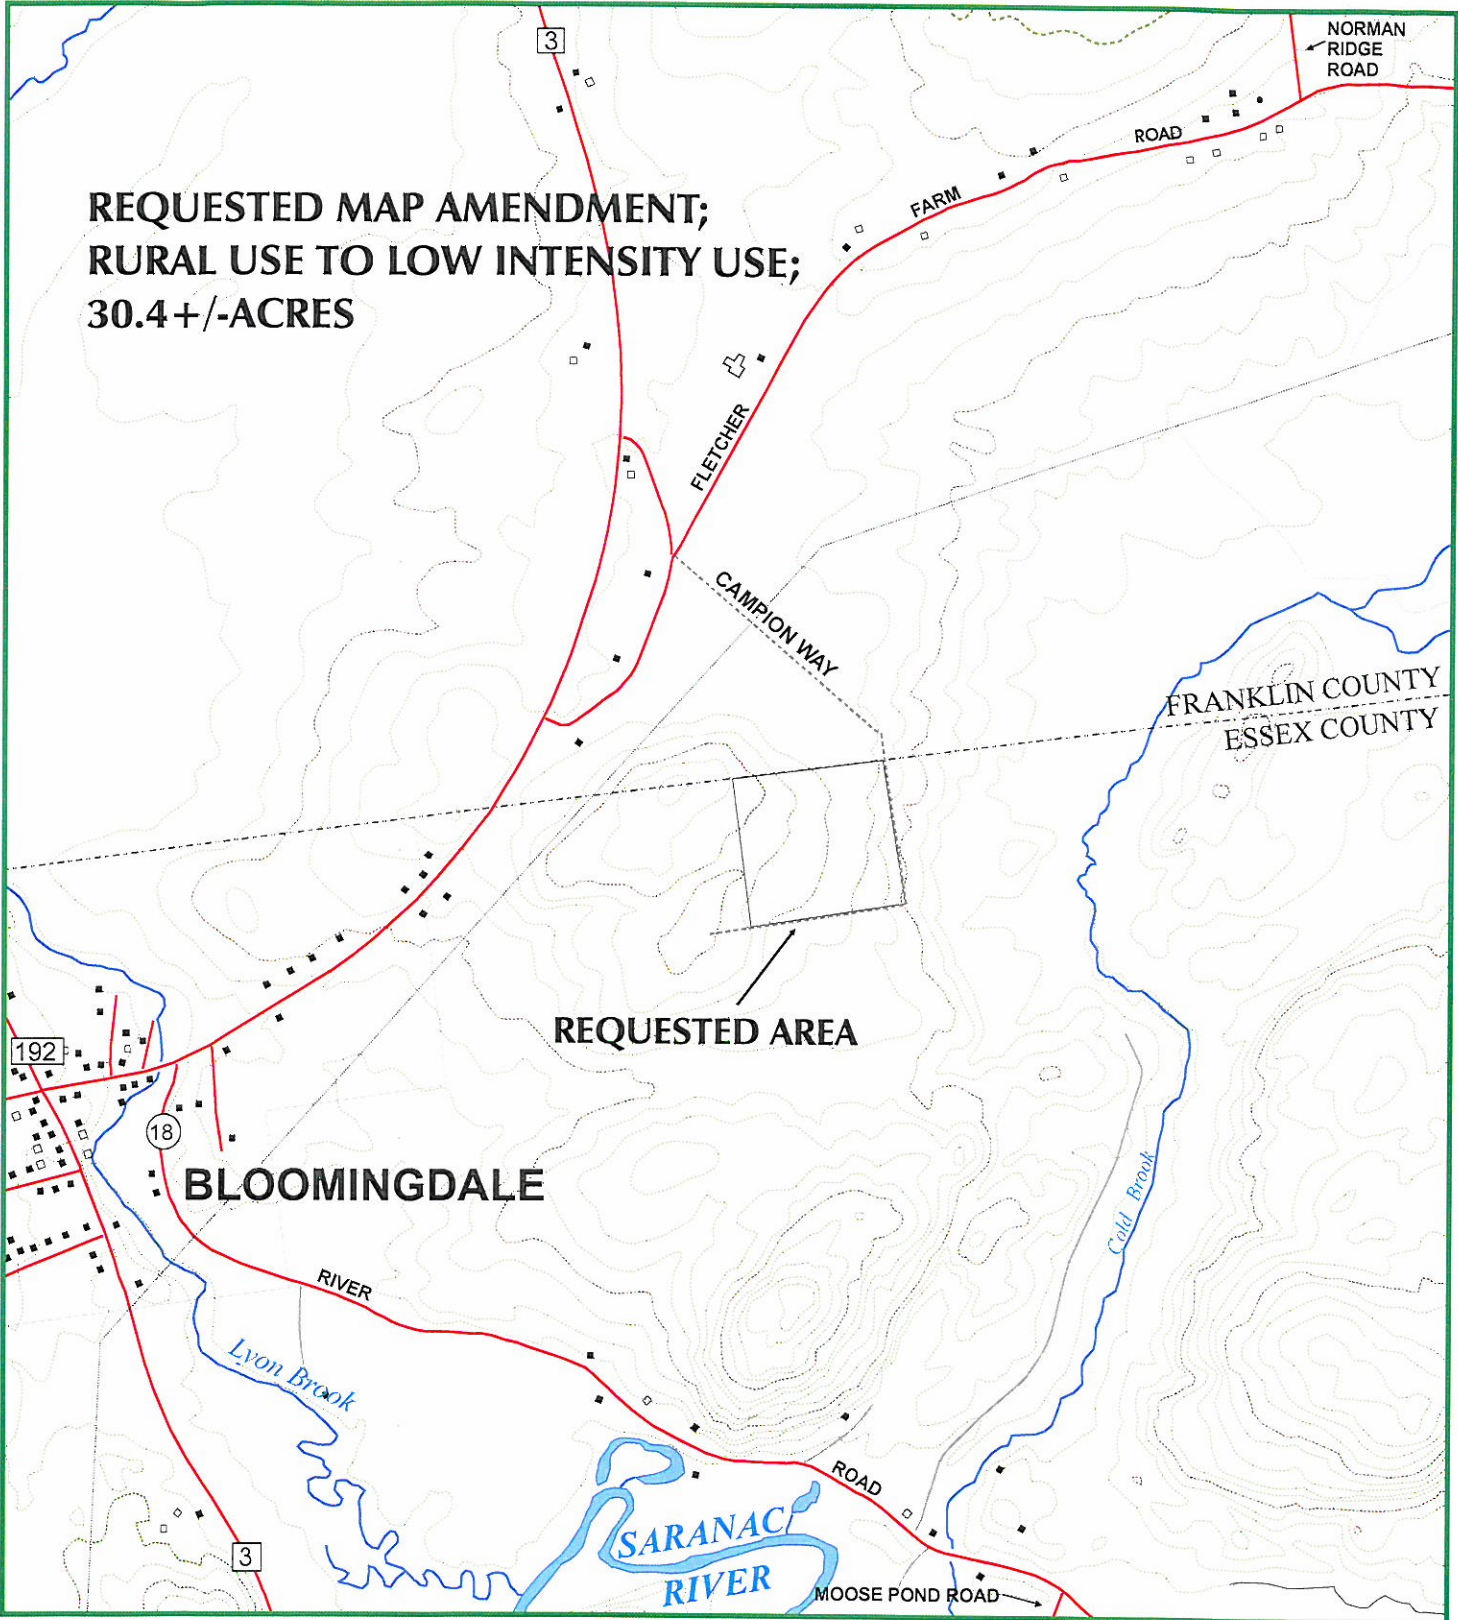 3
NORMAN
RIDGE
ROAD
ROAD
FARM
REQUESTED MAP AMENDMENT;
RURAL USE TO LOW INTENSITY USE;
30.4+/-ACRES
FLETCHER
CAMPION WAY
FRANKLIN COUNTY
ESSEX COUNTY
REQUESTED AREA
192
18
BLOOMINGDALE
Cold Brook
RIVER
Lyon Brook
ROAD
SARANAC
RIVER
3
MOOSE POND ROAD